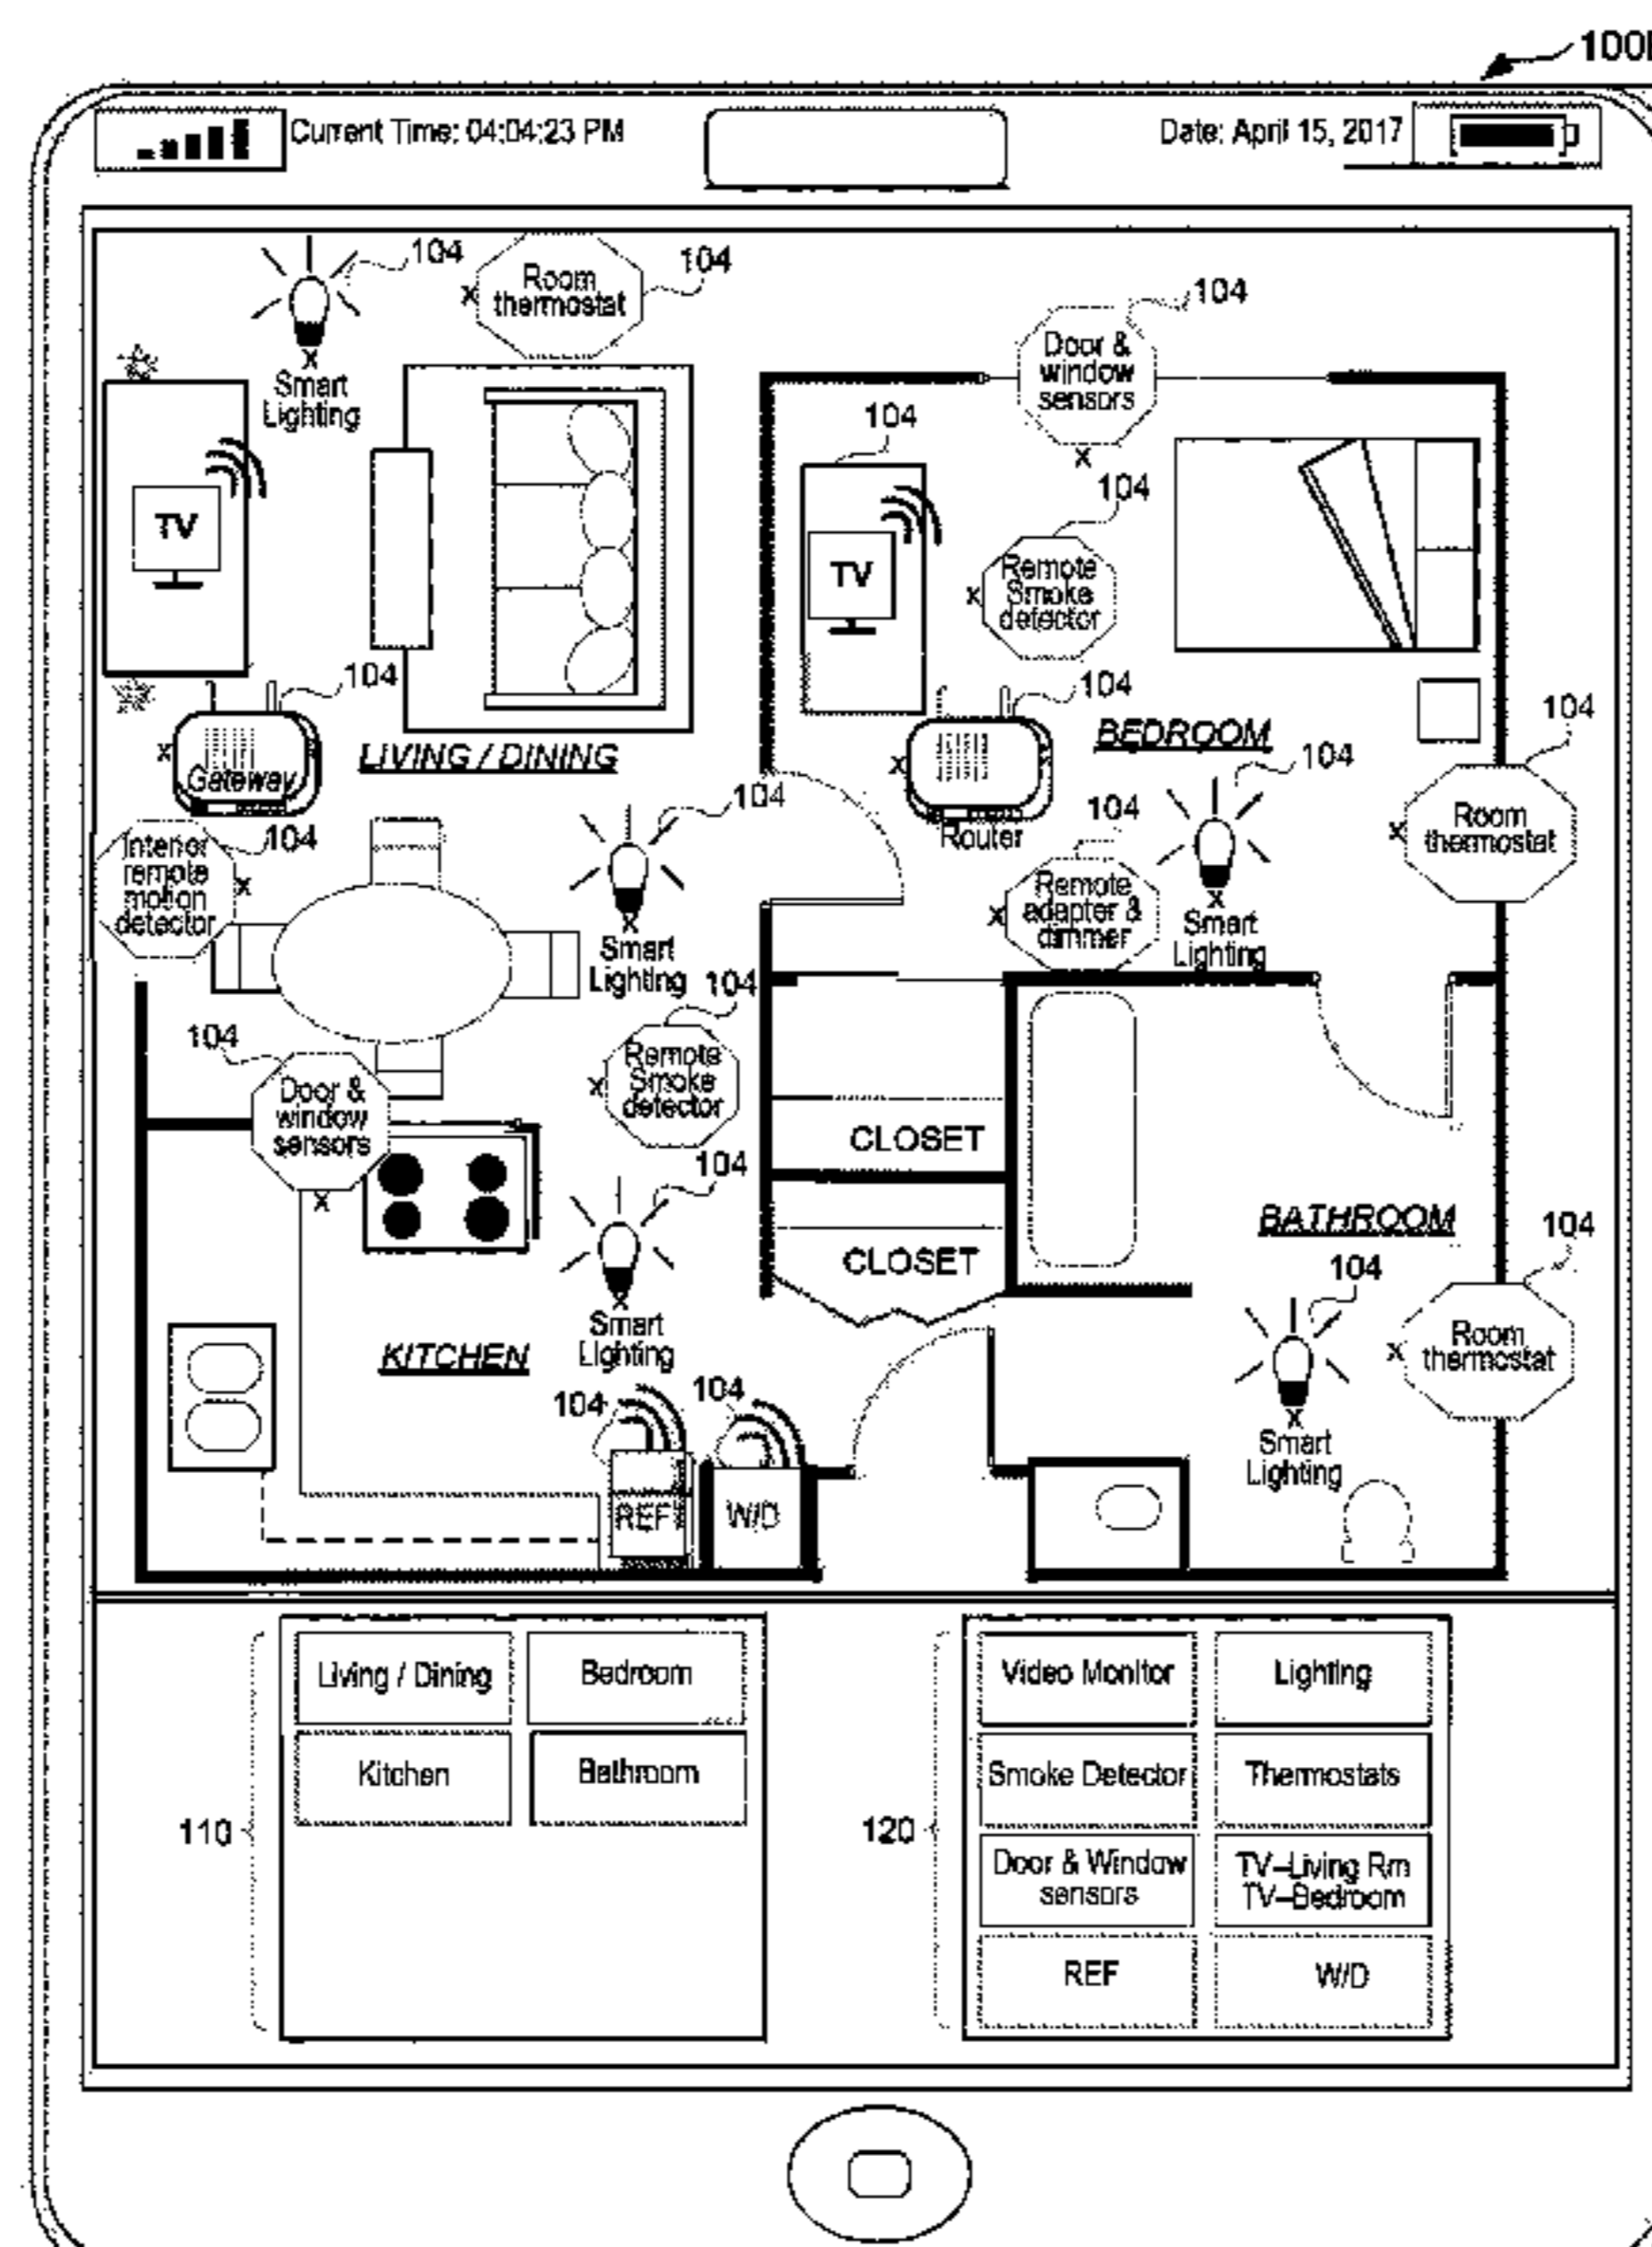 100
Current Time: 04:04:23 PM
Date: April 15, 2017
104
Room
thermostat
104
104
Door &
window
sensors
Smart
Lighting
104
TV
104
TV
Remote
Smoke
detector
104
104
Gateway
LIVING / DINING
BEDROOM
104
104
Room
thermostat
104
104
Router
104
Interior
remote
motion
detector
Smart
Lighting
Remote
adapter &
dimmer
Smart
Lighting
104
104
Door &
window
sensors
Remote
Smoke
detector
CLOSET
104
BATHROOM
104
CLOSET
104
Smart
Lighting
Room
thermostat
KITCHEN
104
104
Smart
Lighting
REF
W/D
Living / Dining
Bedroom
Kitchen
Bathroom
110
Video Monitor
Lighting
Smoke Detector
Thermostats
120
Door & Window
sensors
TV–Living Rm
TV–Bedroom
REF
W/D